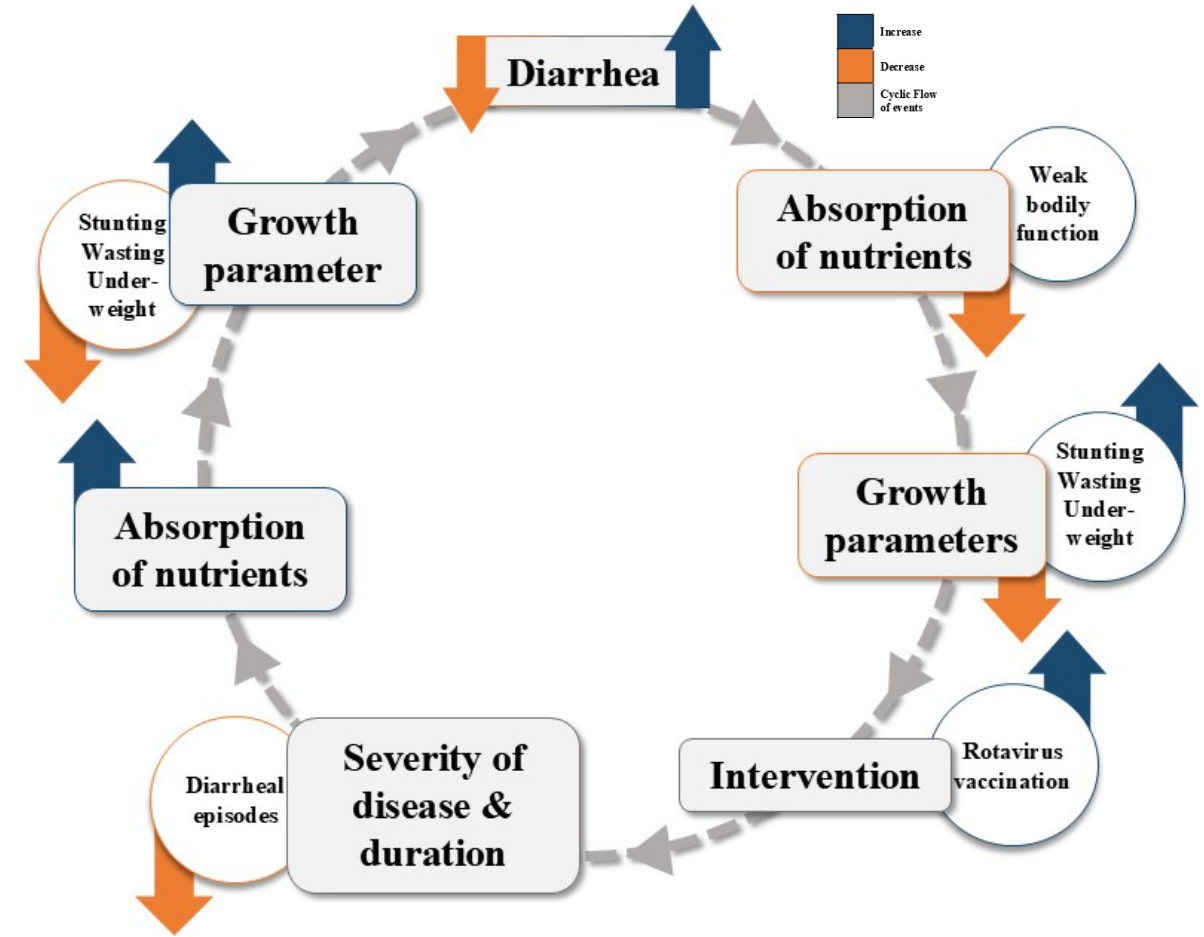 Diarrhea
Increase
Decrease
Cyclic Flow
of events
Absorption
of nutrients
Weak
bodily
function
Growth
parameters
Stunting
Wasting
Under-
weight
Intervention
Rotavirus
vaccination
Severity of
disease &
duration
Diarrheal
episodes
Absorption
of nutrients
Growth
parameter
Stunting
Wasting
Under-
weight